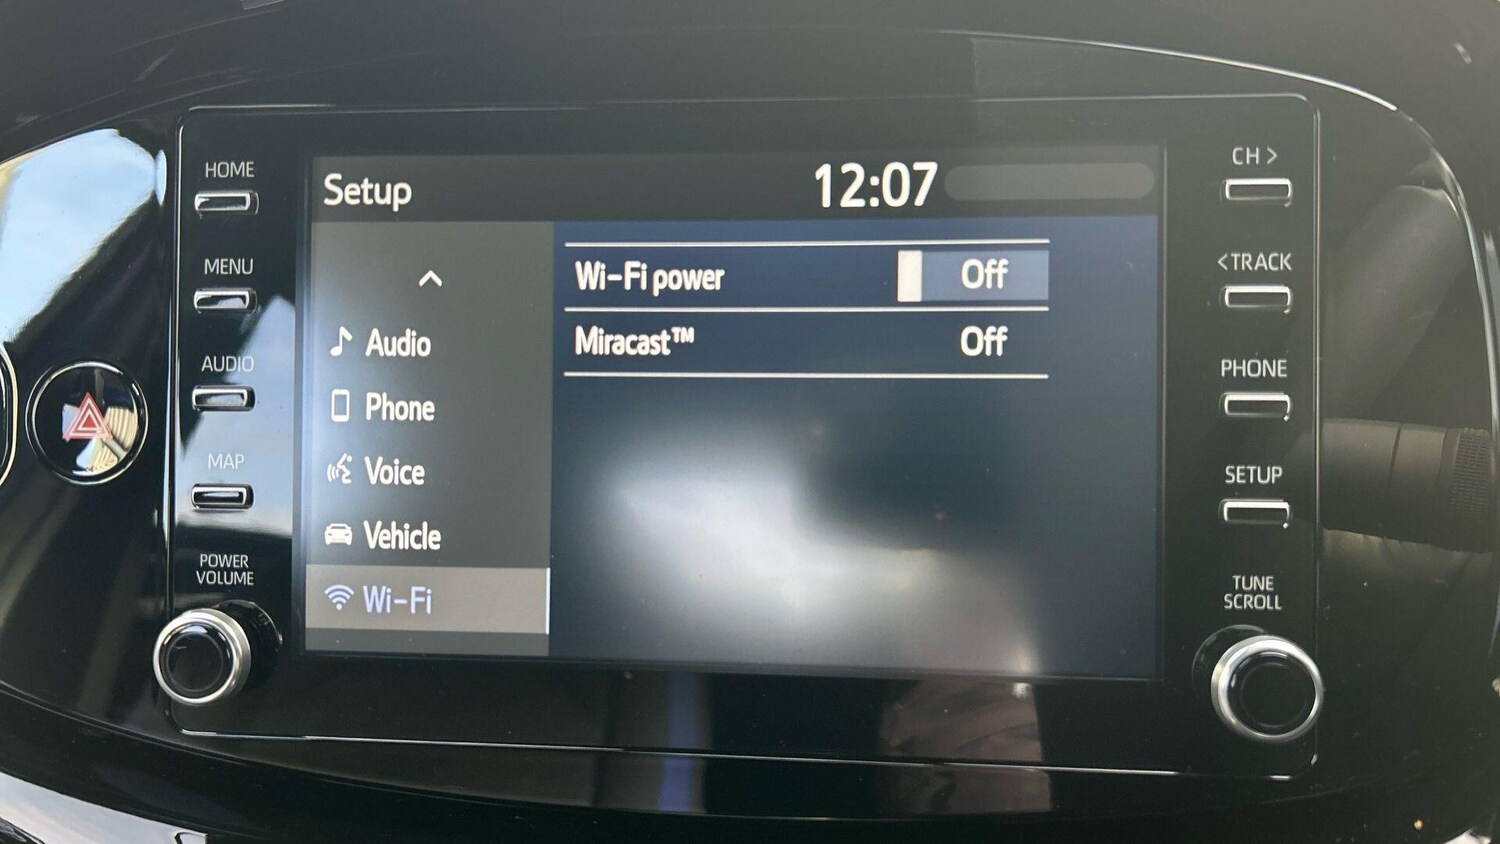 HOME
MENU
AUDIO
MAP
POWER
VOLUME
Setup
12:07
Audio
Phone
Voice
Vehicle
Wi-Fi
Wi-Fi power Off
Miracast™ Off
CH >
<TRACK
PHONE
SETUP
TUNE
SCROLL